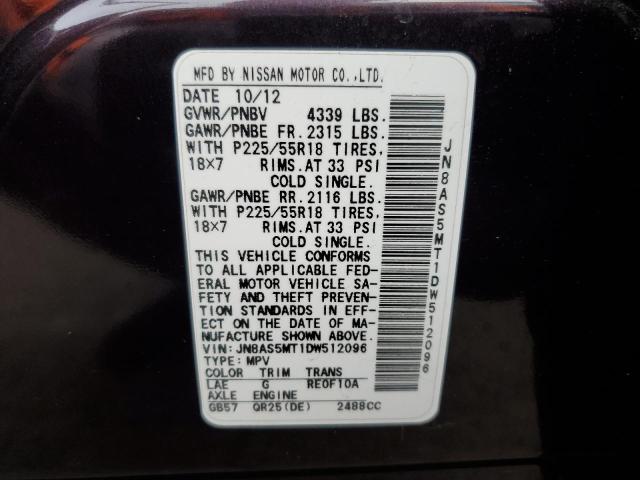 MFD BY NISSAN MOTOR CO.,LTD.
DATE 10/12
GVWR/PNBV 4339 LBS.
GAWR/PNBE FR. 2315 LBS.
WITH P225/55R18 TIRES,
18x7 RIMS.AT 33 PSI
COLD SINGLE.
GAWR/PNBE RR. 2116 LBS.
WITH P225/55R18 TIRES,
18x7 RIMS.AT 33 PSI
COLD SINGLE.
THIS VEHICLE CONFORMS
TO ALL APPLICABLE FED-
ERAL MOTOR VEHICLE SA-
FETY AND THEFT PREVEN-
TION STANDARDS IN EFF-
ECT ON THE DATE OF MA-
NUFACTURE SHOWN ABOVE.
VIN: JN8AS5MT1DW512096
TYPE: MPV
COLOR TRIM TRANS
LAE G RE0F10A
AXLE ENGINE
GB57 QR25(DE) 2488CC
JN8AS5MT1DW512096